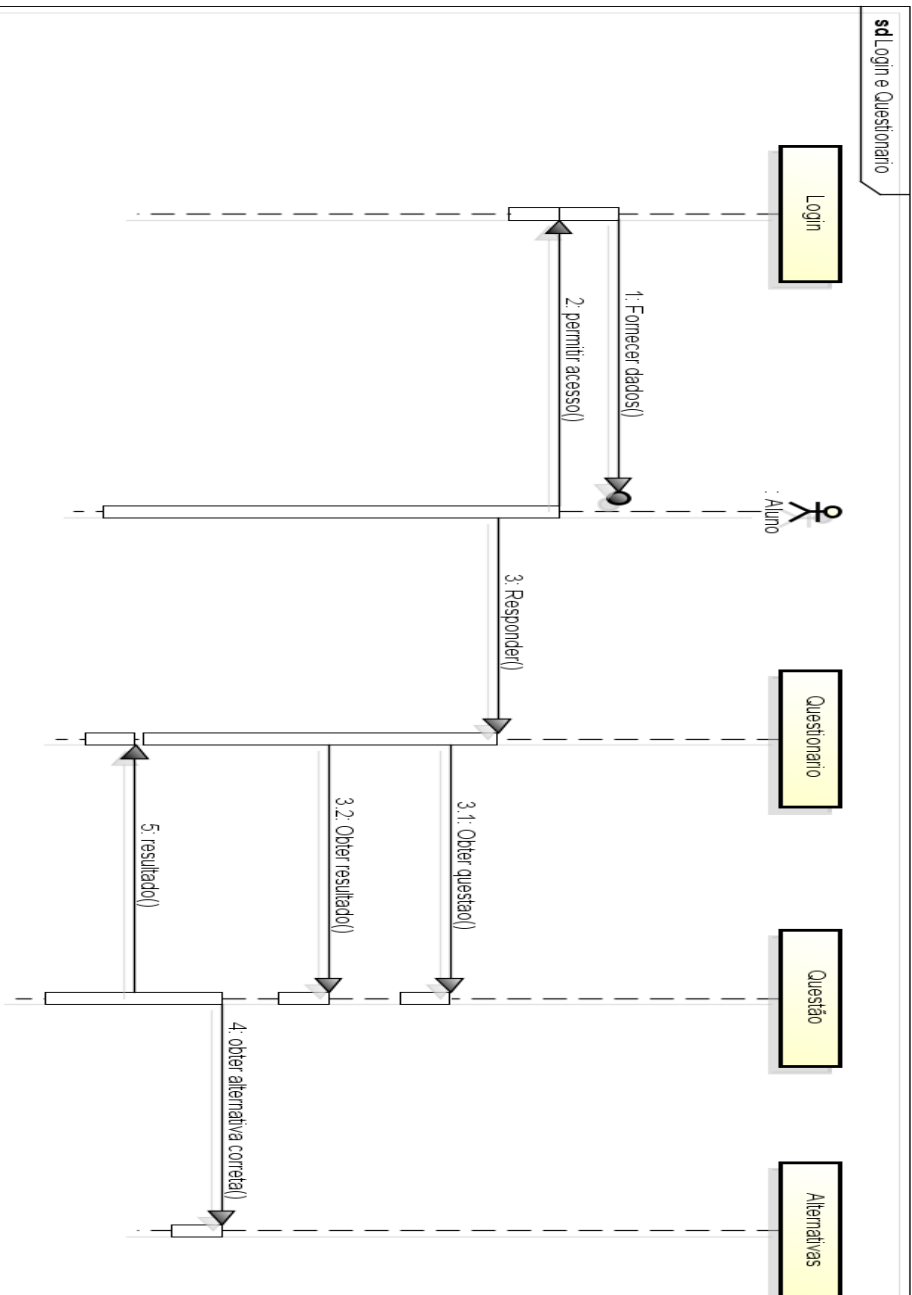 sd Login e Questionario
Login
: Aluno
Questionario
Questão
Alternativas
1: Fornecer dados()
2: permitir acesso()
3: Responder()
3.1: Obter questao()
3.2: Obter resultado()
4: obter alternativa correta()
5: resultado()